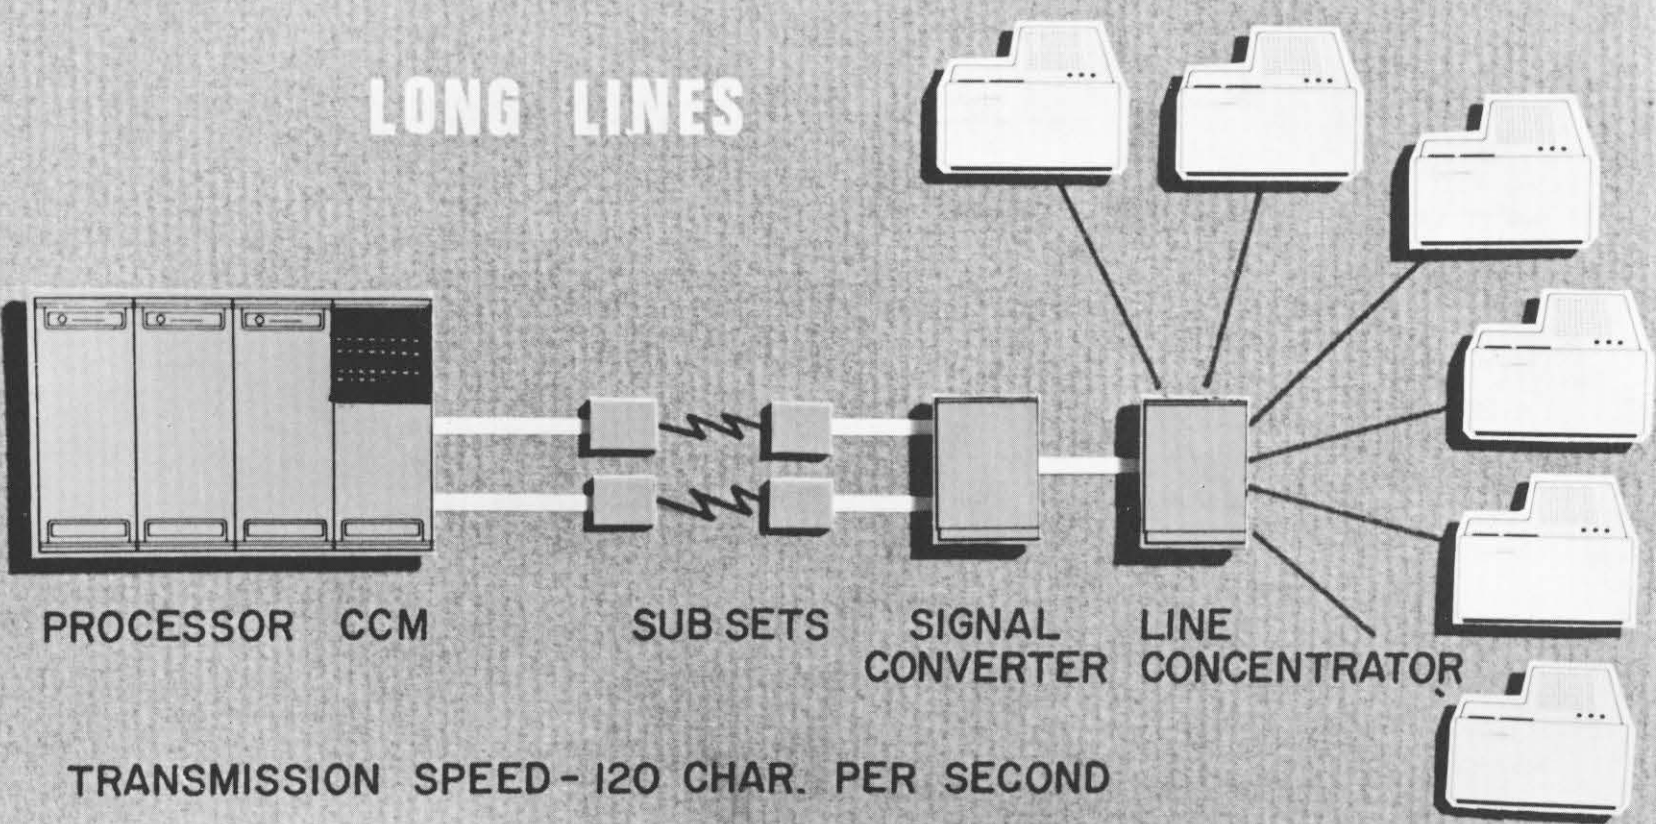 LONG LINES
PROCESSOR CCM SUB SETS SIGNAL CONVERTER LINE CONCENTRATOR
TRANSMISSION SPEED - 120 CHAR. PER SECOND